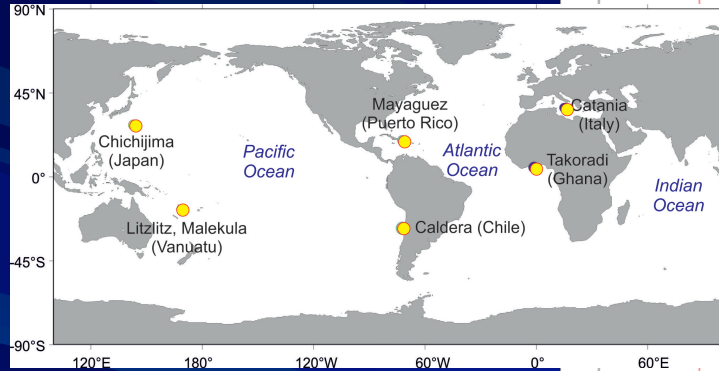 90°N
45°N
0°
-45°S
-90°S
Chichijima
(Japan)
Pacific
Ocean
Litzlitz, Malekula
(Vanuatu)
Mayaguez
(Puerto Rico)
Atlantic
Ocean
Caldera (Chile)
Catania
(Italy)
Takoradi
(Ghana)
Indian
Ocean
120°E
180°
120°W
60°W
0°
60°E